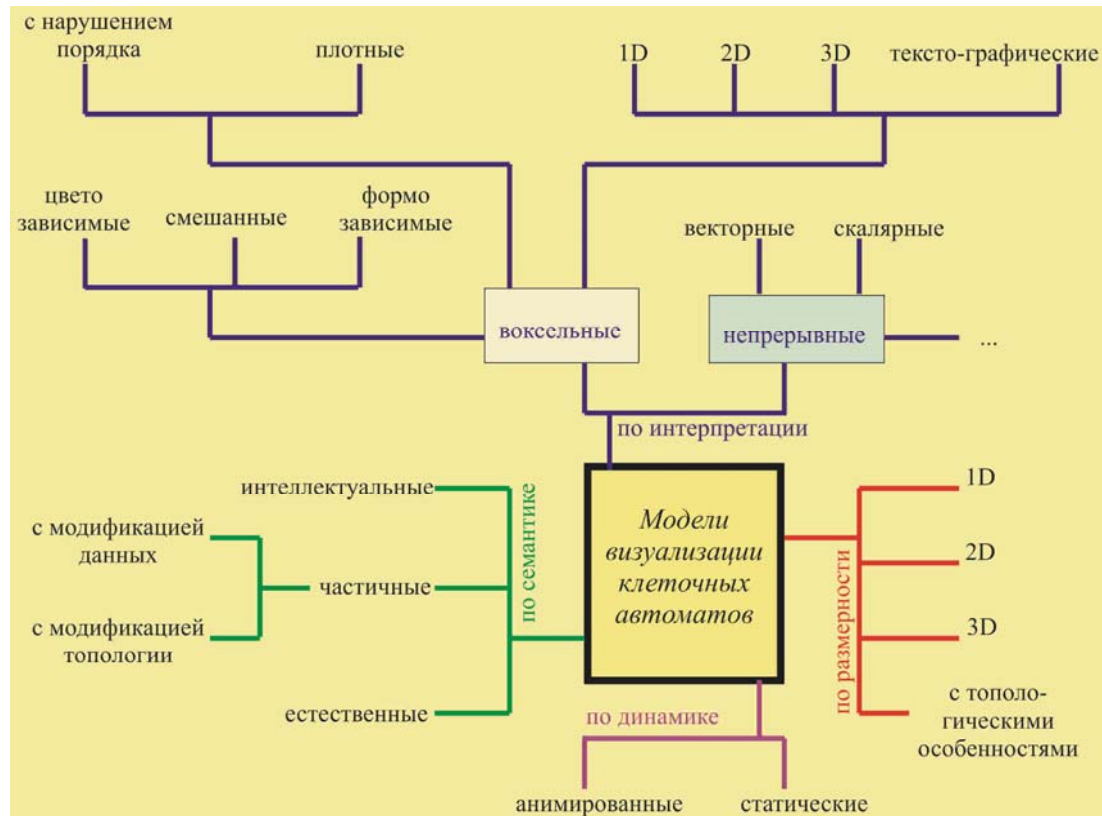 с нарушением
порядка
плотные
1D
2D
3D
тексто-графические
цвето
зависимые
смешанные
формо
зависимые
векторные
скалярные
воксельные
непрерывные
...
по интерпретации
интеллектуальные
с модификацией
данных
частичные
с модификацией
топологии
естественные
по семантике
Модели
визуализации
клеточных
автоматов
по размерности
1D
2D
3D
с тополо-
гическими
особенностями
по динамике
анимированные
статические